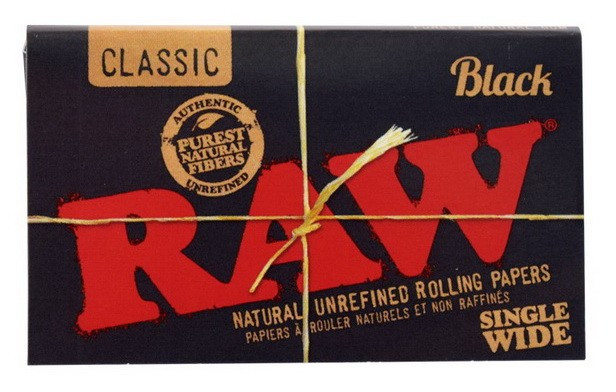 CLASSIC
Black
AUTHENTIC
PUREST
NATURAL
FIBERS
UNREFINED
RAW®
NATURAL UNREFINED ROLLING PAPERS
PAPIERS À ROULER NATURELS ET NON RAFFINÉS
SINGLE
WIDE